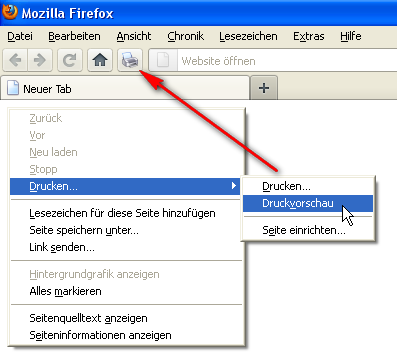 Mozilla Firefox
Datei Bearbeiten Ansicht Chronik Lesezeichen Extras Hilfe
Website öffnen
Neuer Tab
Zurück
Vor
Neu laden
Stopp
Drucken...
Drucken...
Druckvorschau
Seite einrichten...
Lesezeichen für diese Seite hinzufügen
Seite speichern unter...
Link senden...
Hintergrundgrafik anzeigen
Alles markieren
Seitenquelltext anzeigen
Seiteninformationen anzeigen